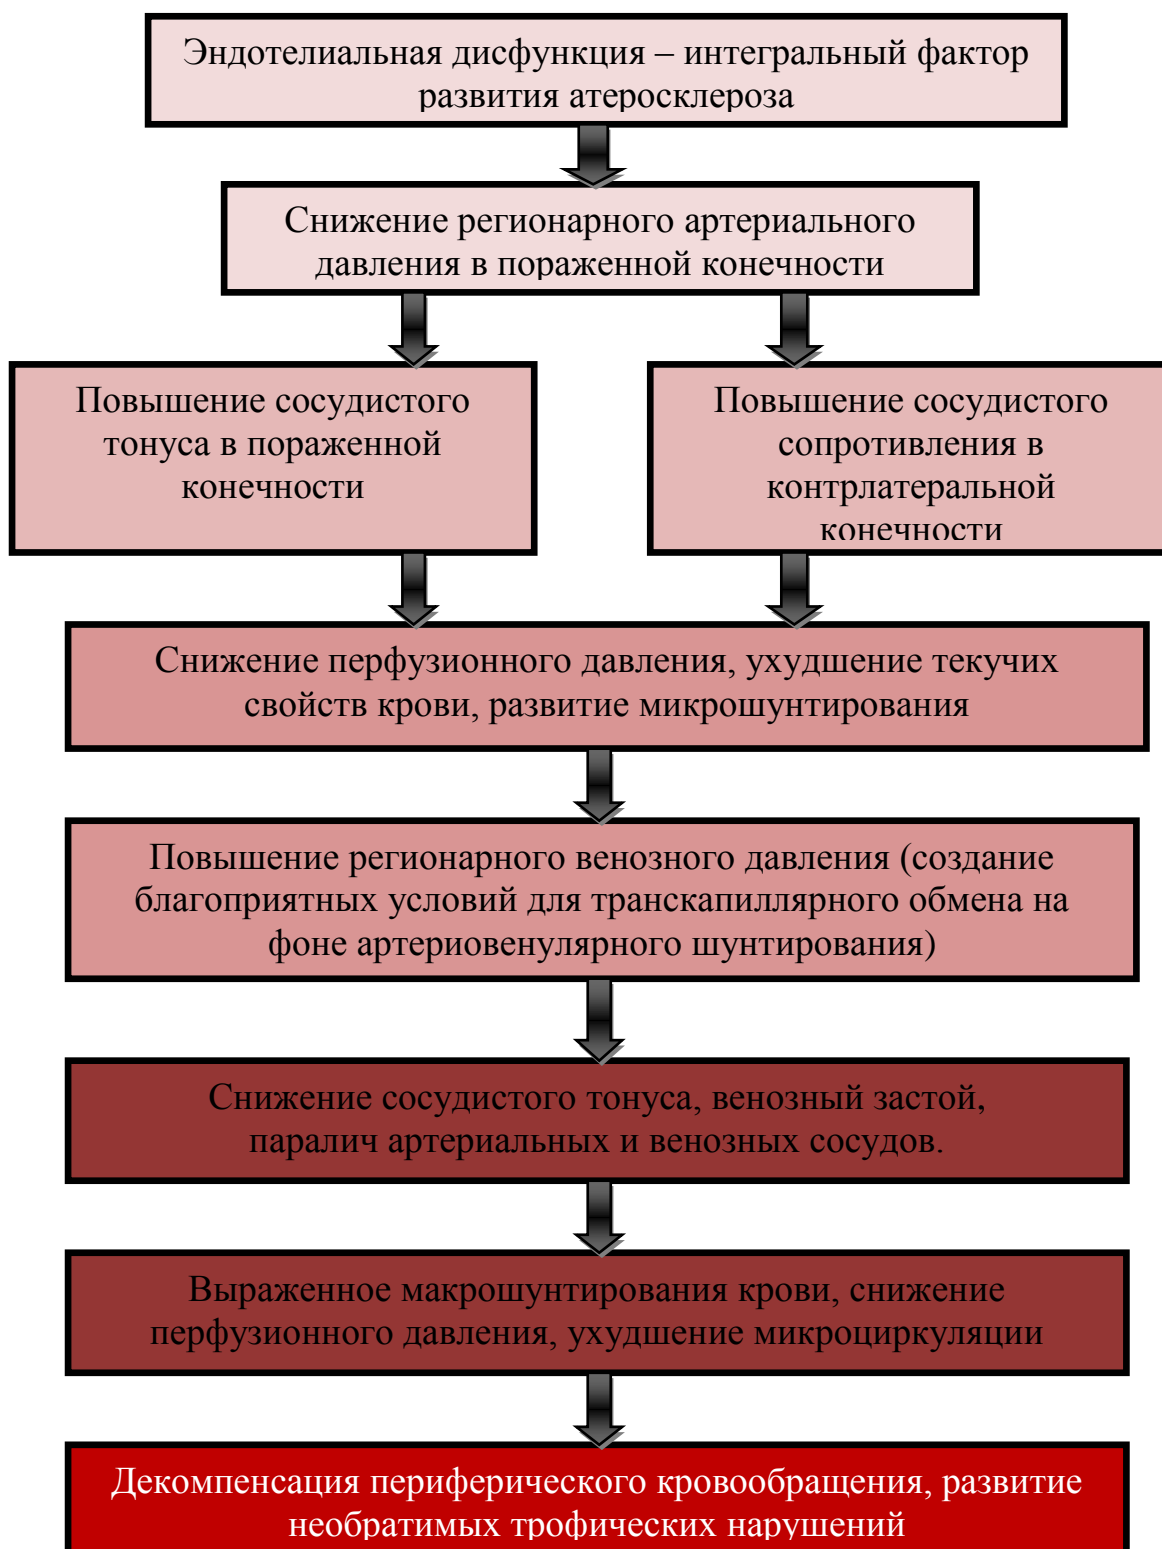 Эндотелиальная дисфункция – интегральный фактор
развития атеросклероза
Снижение регионарного артериального
давления в пораженной конечности
Повышение сосудистого
тонуса в пораженной
конечности
Повышение сосудистого
сопротивления в
контрлатеральной
конечности
Снижение перфузионного давления, ухудшение текучих
свойств крови, развитие микрошунтирования
Повышение регионарного венозного давления (создание
благоприятных условий для транскапиллярного обмена на
фоне артериовенулярного шунтирования)
Снижение сосудистого тонуса, венозный застой,
паралич артериальных и венозных сосудов.
Выраженное макрошунтирования крови, снижение
перфузионного давления, ухудшение микроциркуляции
Декомпенсация периферического кровообращения, развитие
необратимых трофических нарушений